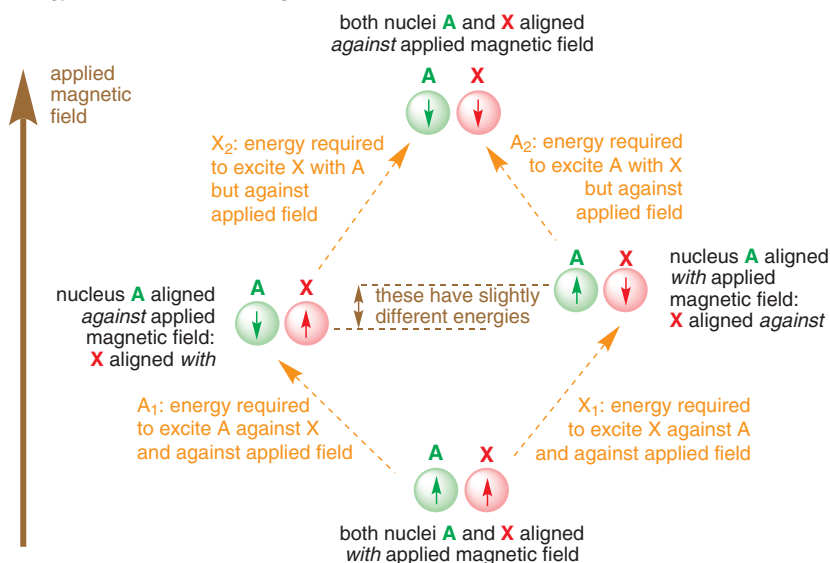 both nuclei A and X aligned
against applied magnetic field
applied
magnetic
field
A X
X2: energy required
to excite X with A
but against
applied field
A2: energy required
to excite A with X
but against
applied field
nucleus A aligned
against applied
magnetic field:
X aligned with
A X
these have slightly
different energies
A X
nucleus A aligned
with applied
magnetic field:
X aligned against
A1: energy required
to excite A against X
and against applied field
X1: energy required
to excite X against A
and against applied field
A X
both nuclei A and X aligned
with applied magnetic field